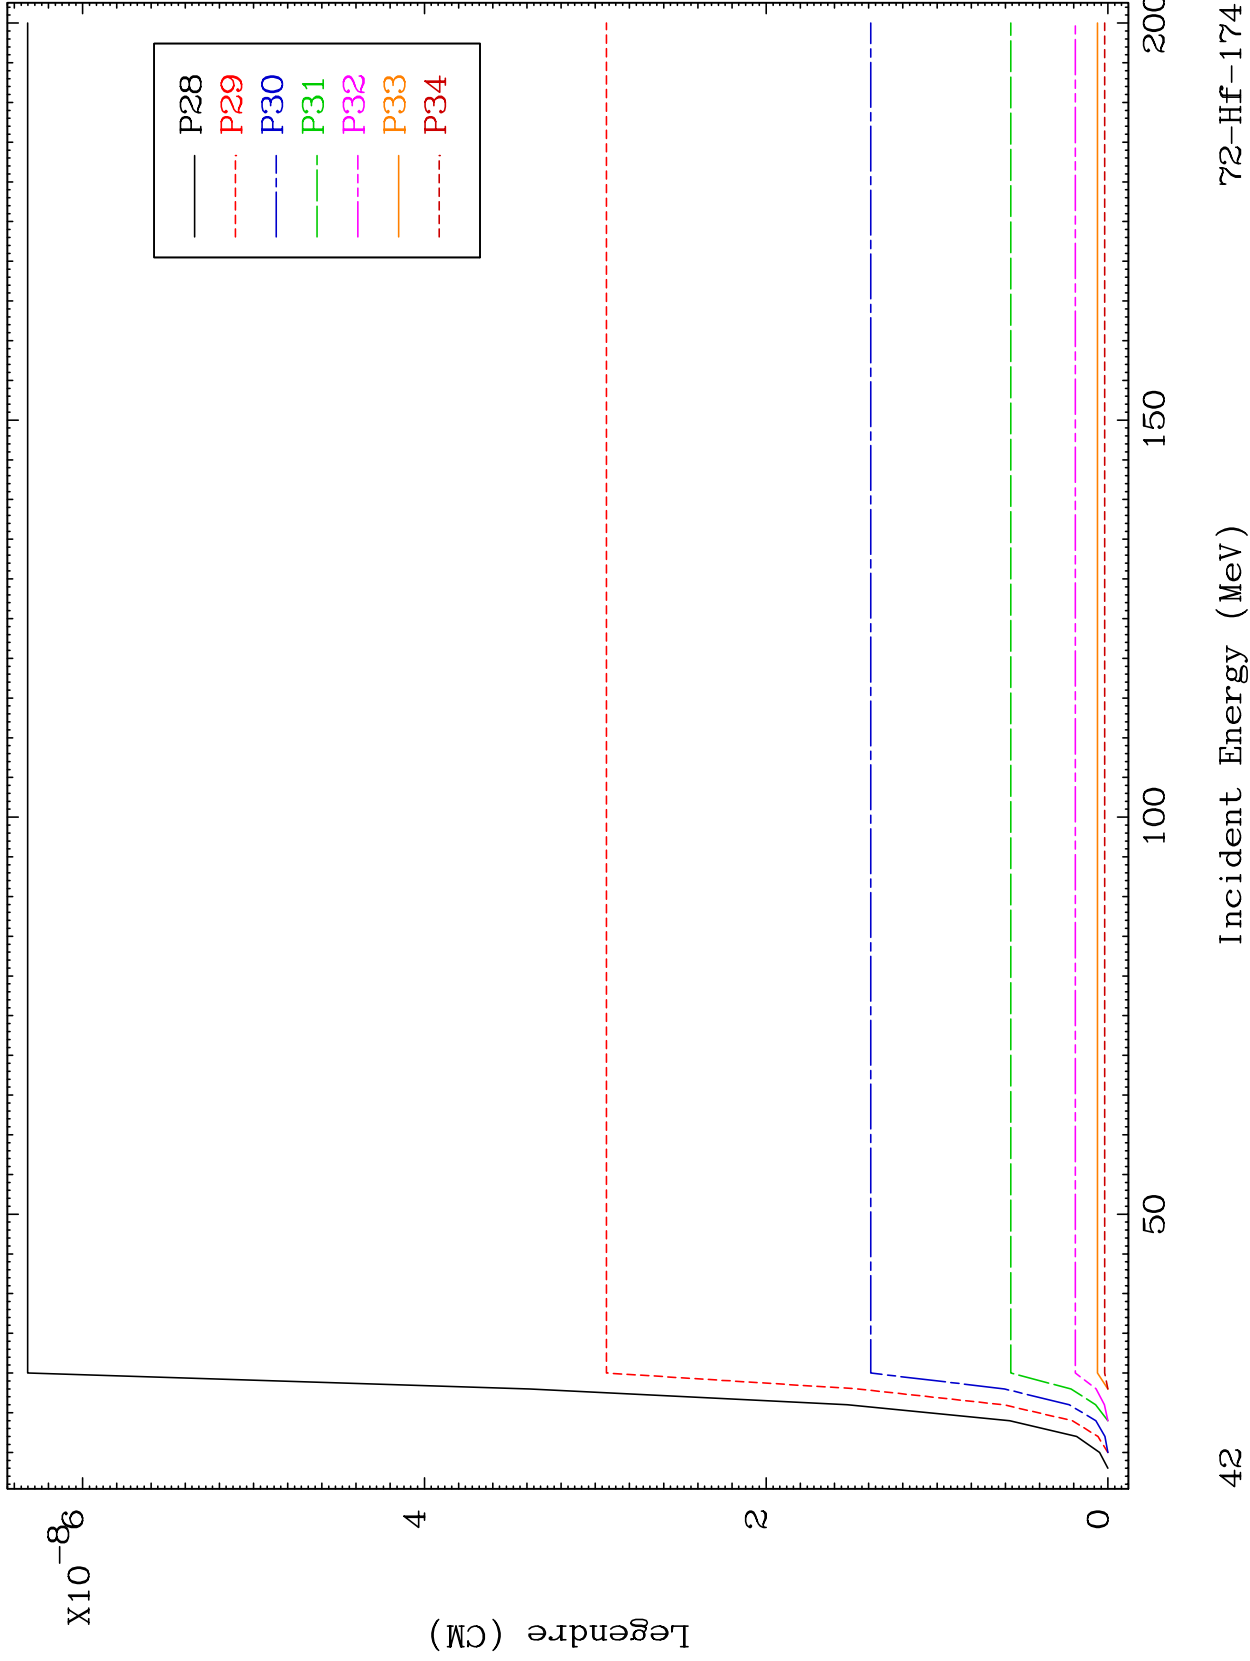 X10
-8
6
4
2
0
Legendre (CM)
P28
P29
P30
P31
P32
P33
P34
50
100
150
200
42
Incident Energy (MeV)
72-Hf-174